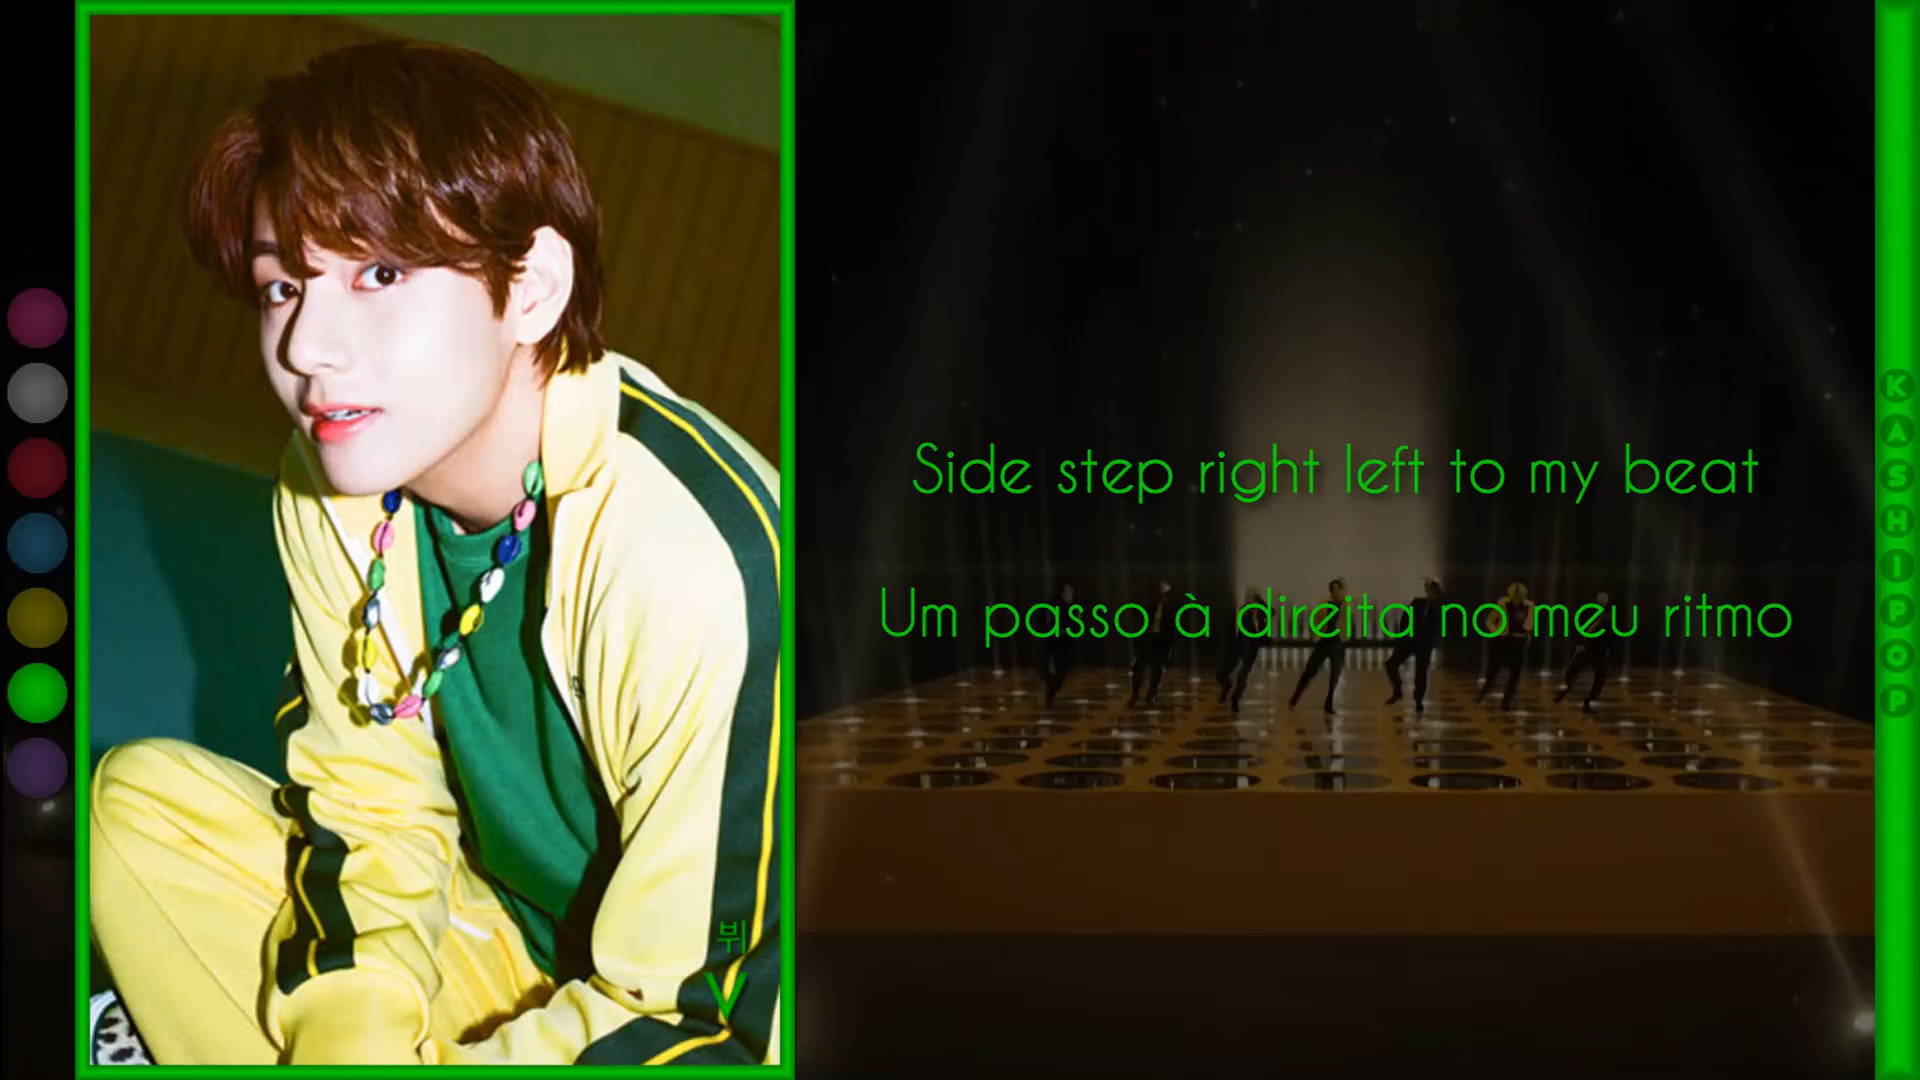 Side step right left to my beat
Um passo à direita no meu ritmo
뷔
V
KASHIPOP